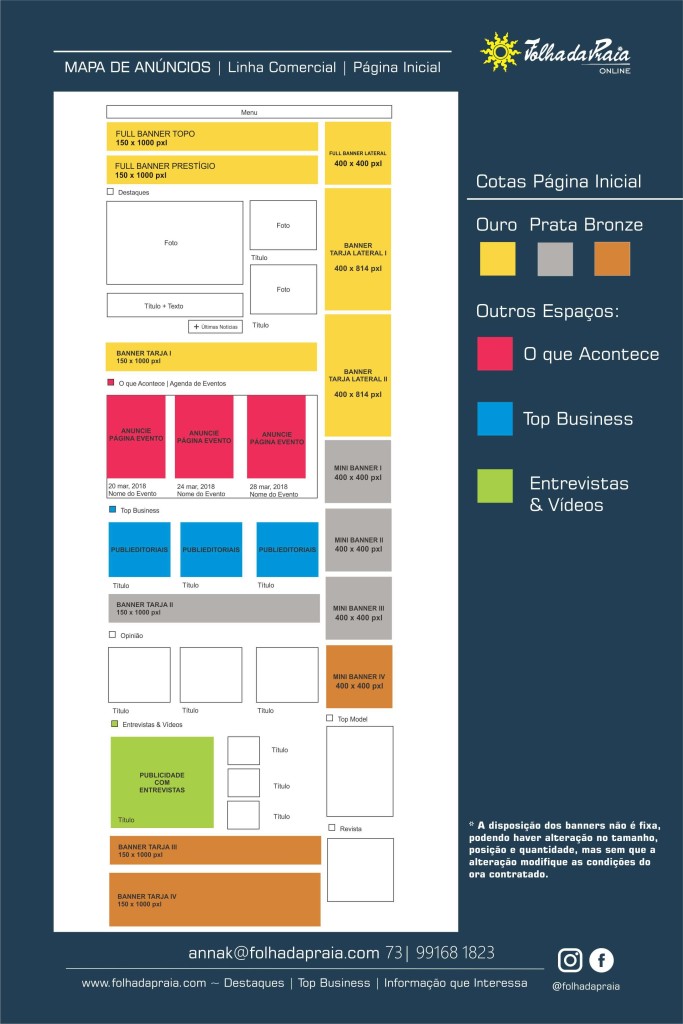 Folha da Praia
ONLINE
MAPA DE ANÚNCIOS | Linha Comercial | Página Inicial
Menu
FULL BANNER TOPO
150 x 1000 pxl
FULL BANNER PRESTÍGIO
150 x 1000 pxl
FULL BANNER LATERAL
400 x 400 pxl
Destaques
Foto
Foto
Título
Foto
Título + Texto
+ Últimas Notícias
Título
BANNER
TARJA LATERAL I
400 x 814 pxl
BANNER TARJA I
150 x 1000 pxl
BANNER
TARJA LATERAL II
400 x 814 pxl
O que Acontece | Agenda de Eventos
ANUNCIE
PÁGINA EVENTO
ANUNCIE
PÁGINA EVENTO
ANUNCIE
PÁGINA EVENTO
20 mar, 2018
Nome do Evento
24 mar, 2018
Nome do Evento
28 mar, 2018
Nome do Evento
MINI BANNER I
400 x 400 pxl
Top Business
PUBLIEDITORIAIS
PUBLIEDITORIAIS
PUBLIEDITORIAIS
Título
Título
Título
MINI BANNER II
400 x 400 pxl
BANNER TARJA II
150 x 1000 pxl
MINI BANNER III
400 x 400 pxl
Opinião
Título
Título
Título
MINI BANNER IV
400 x 400 pxl
Entrevistas & Vídeos
PUBLICIDADE
COM
ENTREVISTAS
Título
Título
Título
Título
Top Model
Revista
BANNER TARJA III
150 x 1000 pxl
BANNER TARJA IV
150 x 1000 pxl
Cotas Página Inicial
Ouro Prata Bronze
Outros Espaços:
O que Acontece
Top Business
Entrevistas
& Vídeos
* A disposição dos banners não é fixa,
podendo haver alteração no tamanho,
posição e quantidade, mas sem que a
alteração modifique as condições do
ora contratado.
annak@folhadapraia.com 73| 99168 1823
www.folhadapraia.com ~ Destaques | Top Business | Informação que Interessa
@folhadapraia